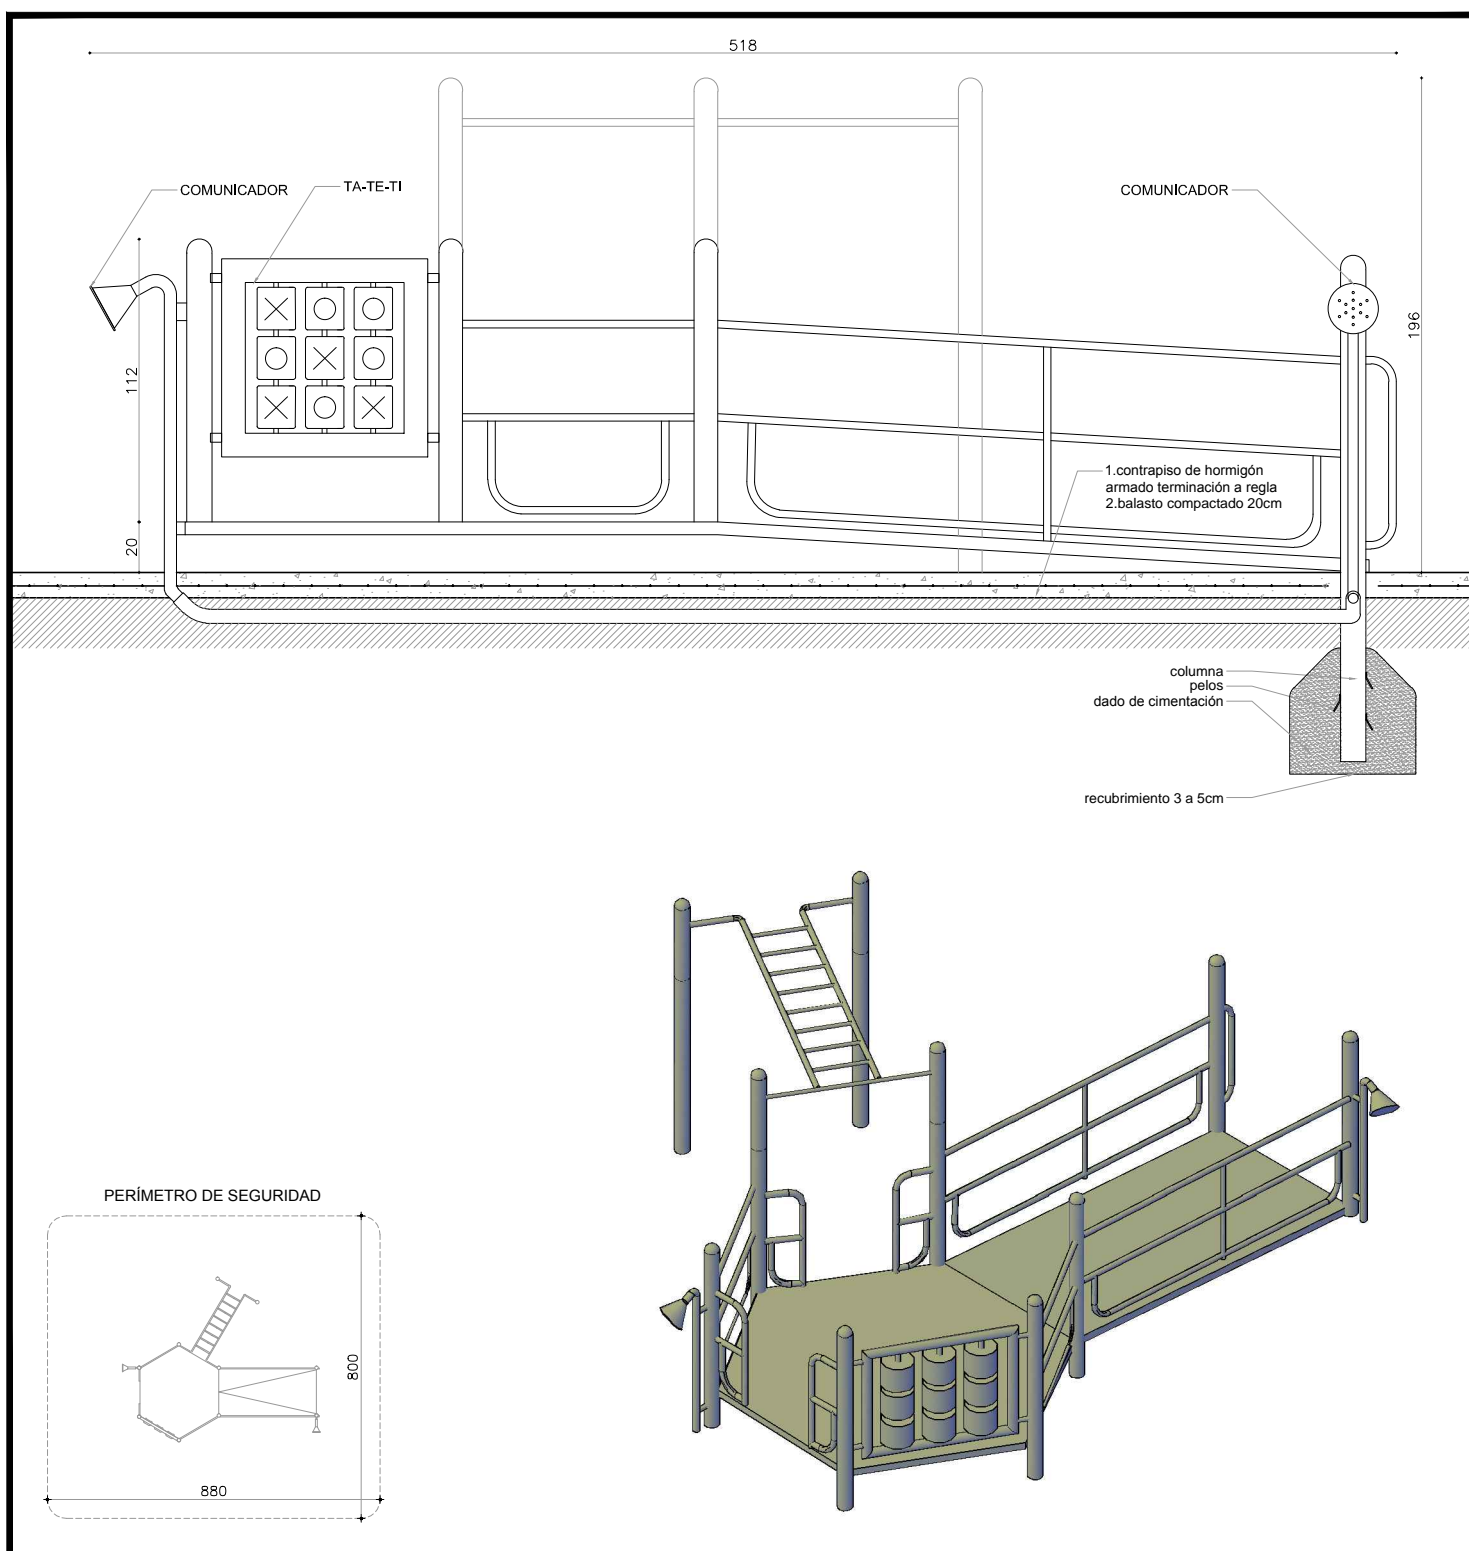 518
COMUNICADOR
TA-TE-TI
COMUNICADOR
196
112
20
1.contrapiso de hormigón
armado terminación a regla
2.balasto compactado 20cm
columna
pelos
dado de cimentación
recubrimiento 3 a 5cm
PERÍMETRO DE SEGURIDAD
800
880